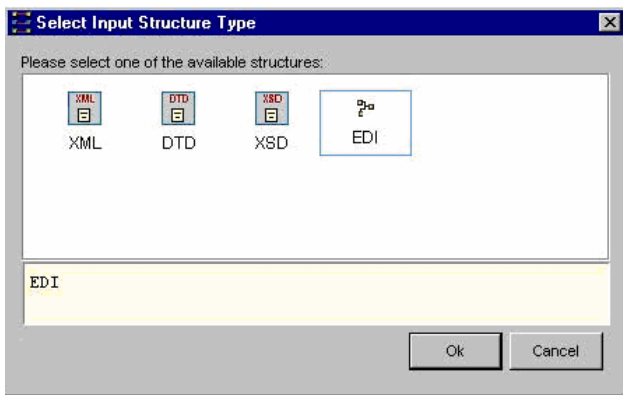 Select Input Structure Type
Please select one of the available structures:
XML DTD XSD
XML DTD XSD EDI
EDI
Ok Cancel